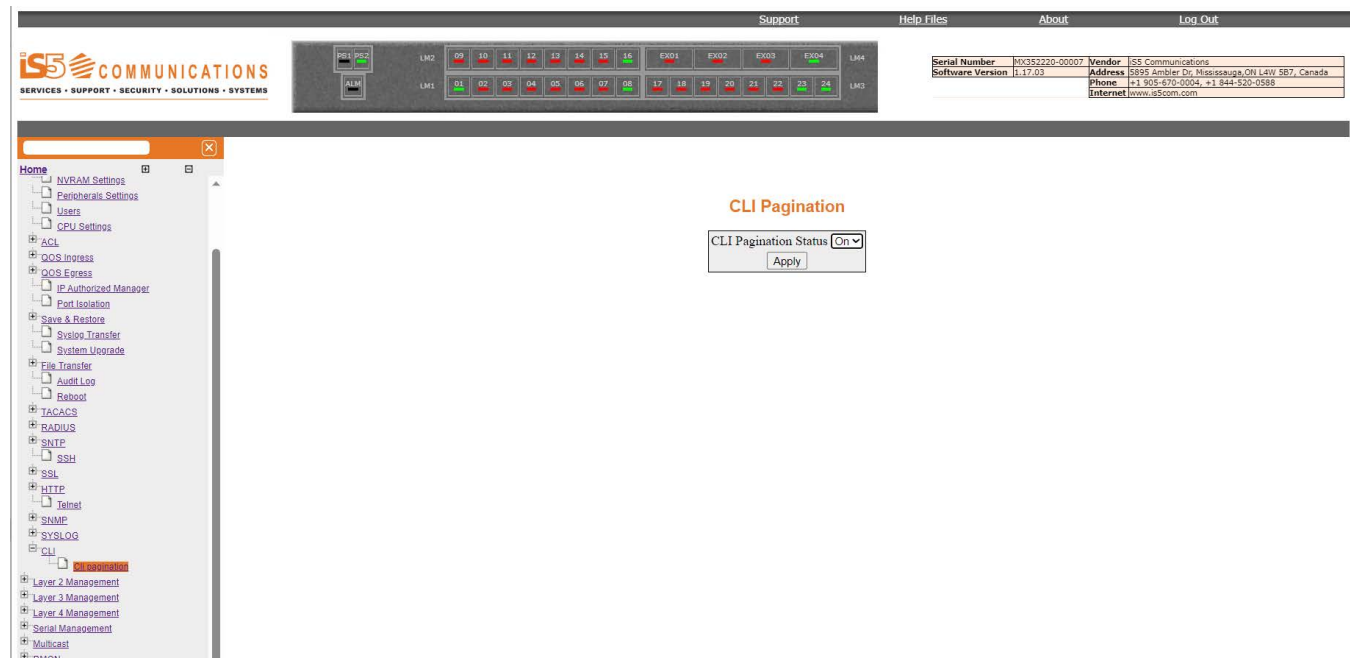 Support Help Files About Log Out
iS5 COMMUNICATIONS
SERVICES • SUPPORT • SECURITY • SOLUTIONS • SYSTEMS
PS1 PS2
ALM
LM2 09 10 11 12 13 14 15 16 EX01 EX02 EX03 EX04 LM4
LM1 01 02 03 04 05 06 07 08 17 18 19 20 21 22 23 24 LM3
Serial Number MX352220-00007 Vendor iS5 Communications
Software Version 1.17.03 Address 5895 Ambler Dr, Mississauga,ON L4W 5B7, Canada
Phone +1 905-670-0004, +1 844-520-0588
Internet www.is5com.com
Home
NVRAM Settings
Peripherals Settings
Users
CPU Settings
ACL
QOS Ingress
QOS Egress
IP Authorized Manager
Port Isolation
Save & Restore
Syslog Transfer
System Upgrade
File Transfer
Audit Log
Reboot
TACACS
RADIUS
SNTP
SSH
SSL
HTTP
Telnet
SNMP
SYSLOG
CLI
Cli pagination
Layer 2 Management
Layer 3 Management
Layer 4 Management
Serial Management
Multicast
RMON
CLI Pagination
CLI Pagination Status On
Apply